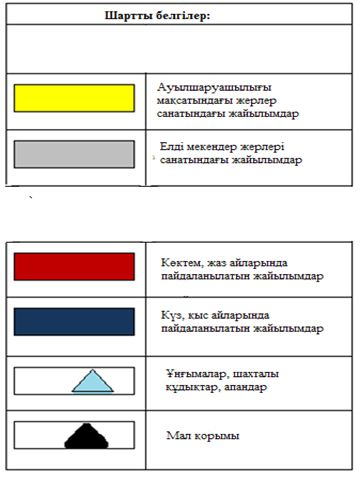 Шартты белгілер:
Ауылшаруашылығы
мақсатындағы жерлер
санатындағы жайылымдар
Елді мекендер жерлері
санатындағы жайылымдар
Көктем, жаз айларында
пайдаланылатын жайылымдар
Күз, қыс айларында
пайдаланылатын жайылымдар
Ұнғымалар, шахталы
құдықтар, апандар
Мал қорымы